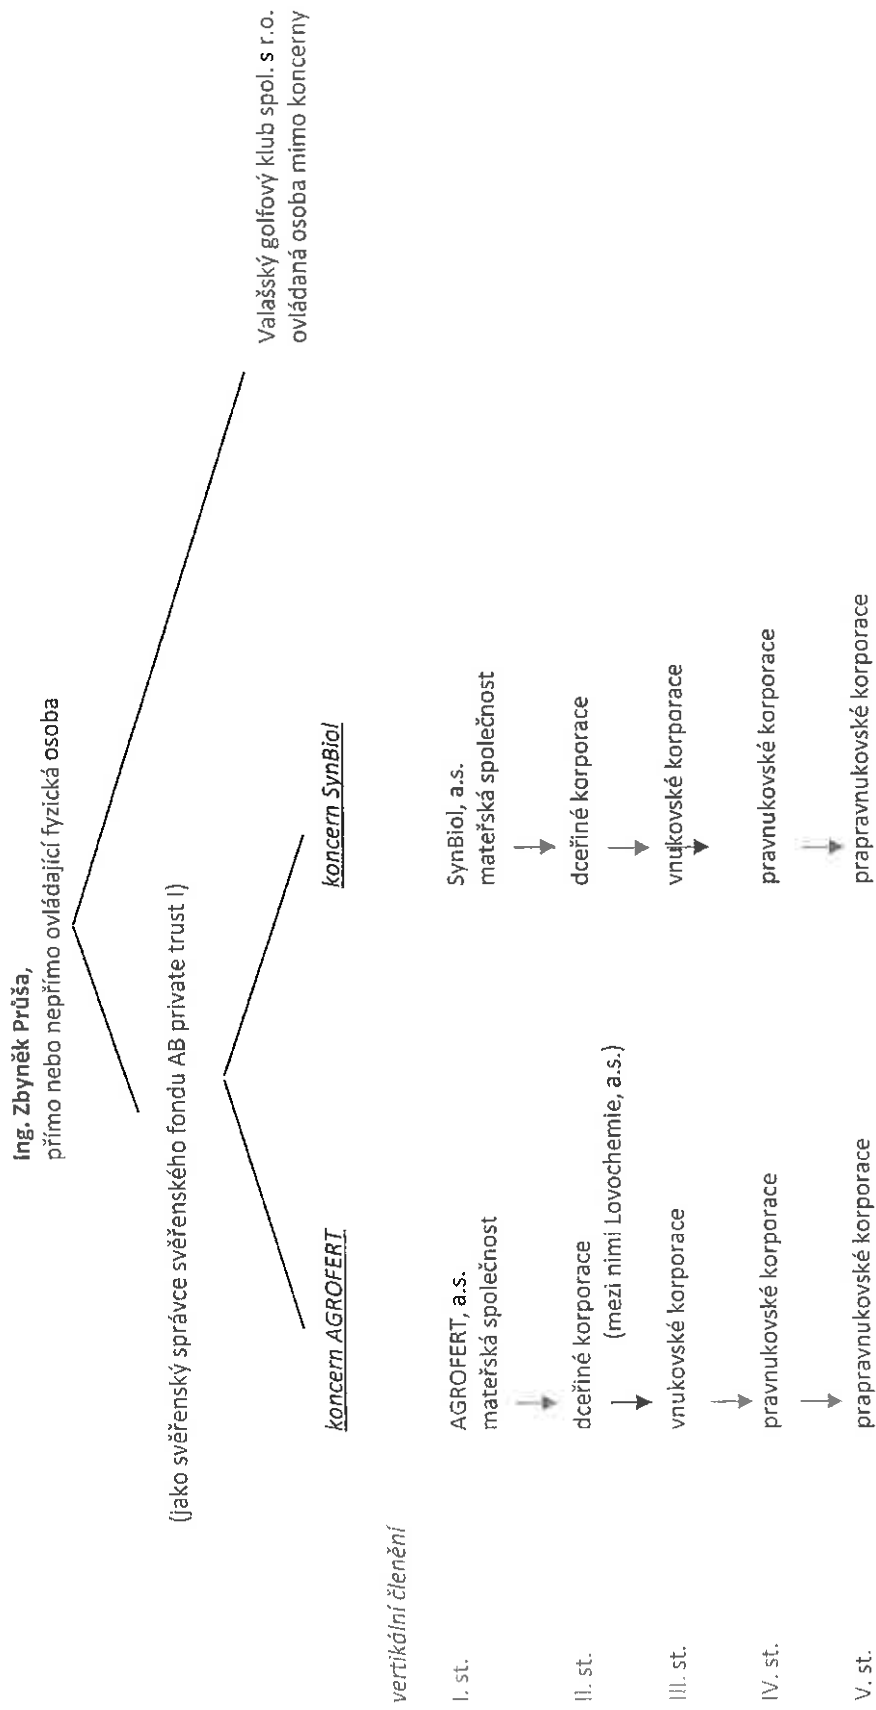 Ing. Zbyněk Průša,
přímo nebo nepřímo ovládající fyzická osoba
(jako svěřenský správce svěřenského fondu AB private trust I)
Valašský golfový klub spol. s r.o.
ovládaná osoba mimo koncerny
koncern AGROFERT
koncern SynBiol
vertikální členění
I. st.
AGROFERT, a.s.
mateřská společnost
SynBiol, a.s.
mateřská společnost
II. st.
dceřiné korporace
(mezi nimi Lovochemie, a.s.)
dceřiné korporace
III. st.
vnukovské korporace
vnukovské korporace
IV. st.
pravnukovské korporace
pravnukovské korporace
V. st.
prapravnukovské korporace
prapravnukovské korporace